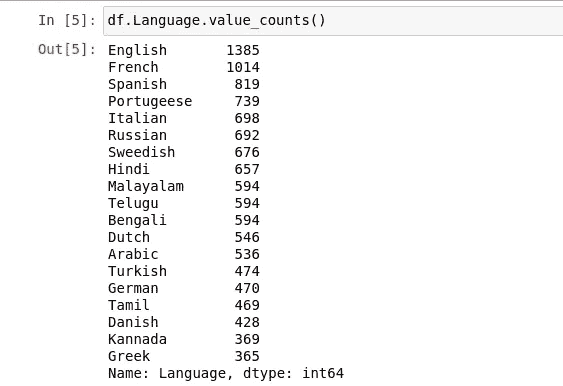 In [5]: df.Language.value_counts()
Out[5]: English 1385
French 1014
Spanish 819
Portugeese 739
Italian 698
Russian 692
Sweedish 676
Hindi 657
Malayalam 594
Telugu 594
Bengali 594
Dutch 546
Arabic 536
Turkish 474
German 470
Tamil 469
Danish 428
Kannada 369
Greek 365
Name: Language, dtype: int64